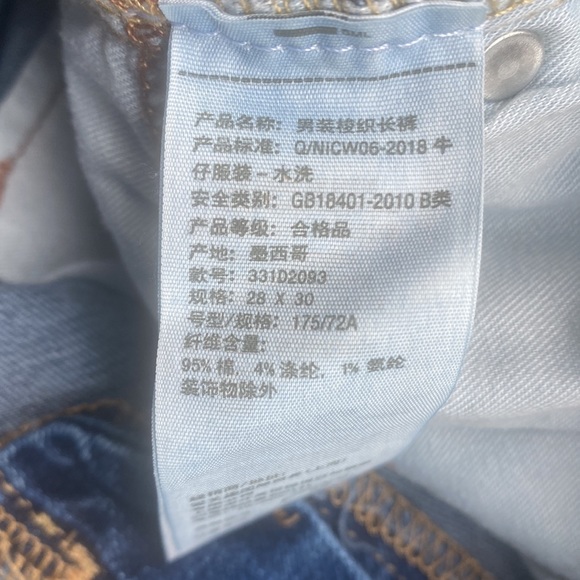 产品名称：男装梭织长裤
产品标准：Q/NICW06-2018 牛
仔服装－水洗
安全类别：GB18401-2010 B类
产品等级：合格品
产地：墨西哥
款号：331D2093
规格：28 X 30
号型/规格：175/72A
纤维含量：
95% 棉，4% 涤纶，1% 氨纶
装饰物除外